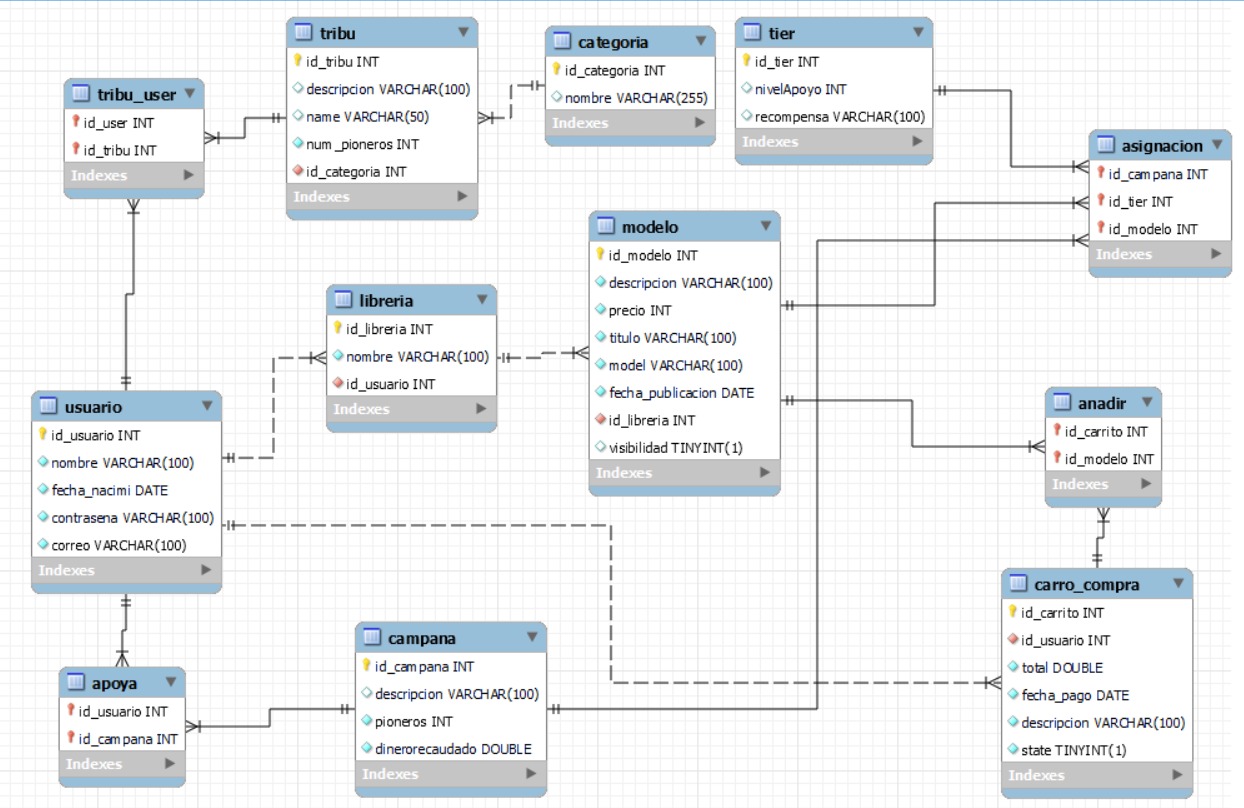 tribu
id_tribu INT
descripcion VARCHAR(100)
name VARCHAR(50)
num _pioneros INT
id_categoria INT
Indexes
categoria
id_categoria INT
nombre VARCHAR(255)
Indexes
tier
id_tier INT
nivelApoyo INT
recompensa VARCHAR(100)
Indexes
tribu_user
id_user INT
id_tribu INT
Indexes
asignacion
id_campana INT
id_tier INT
id_modelo INT
Indexes
modelo
id_modelo INT
descripcion VARCHAR(100)
precio INT
titulo VARCHAR(100)
model VARCHAR(100)
fecha_publicacion DATE
id_libreria INT
visibilidad TINYINT(1)
Indexes
libreria
id_libreria INT
nombre VARCHAR(100)
id_usuario INT
Indexes
usuario
id_usuario INT
nombre VARCHAR(100)
fecha_nacimi DATE
contrasena VARCHAR(100)
correo VARCHAR(100)
Indexes
anadir
id_carrito INT
id_modelo INT
Indexes
carro_compra
id_carrito INT
id_usuario INT
total DOUBLE
fecha_pago DATE
descripcion VARCHAR(100)
state TINYINT(1)
Indexes
campana
id_campana INT
descripcion VARCHAR(100)
pioneros INT
dinerorecaudado DOUBLE
Indexes
apoya
id_usuario INT
id_campana INT
Indexes